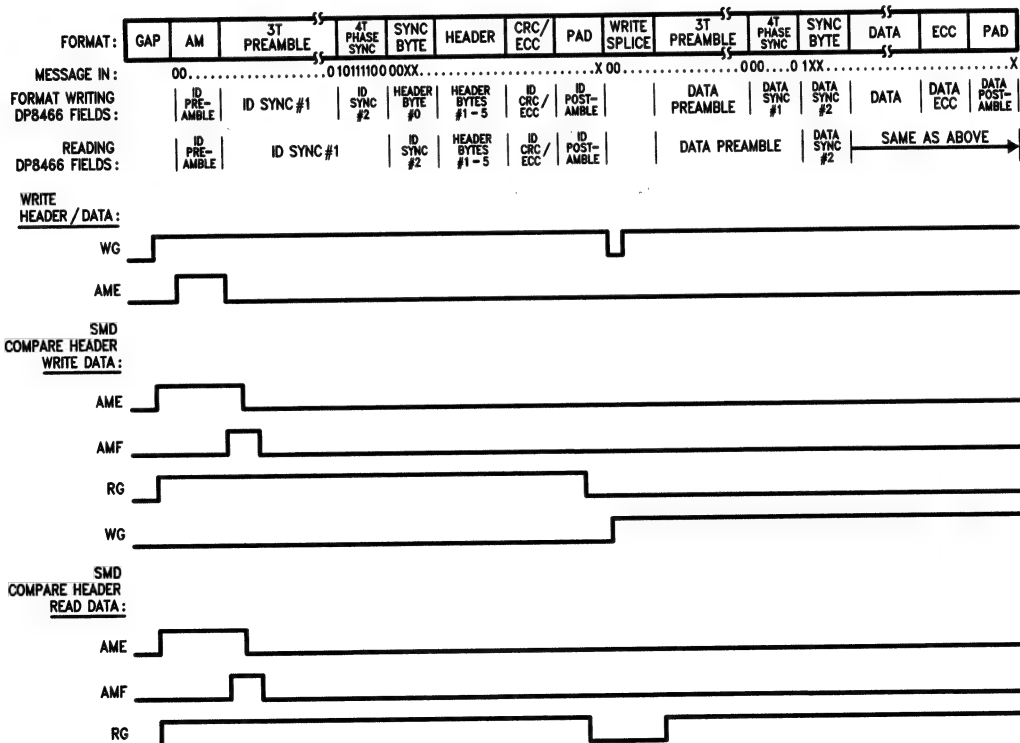 FORMAT: GAP AM 3T PREAMBLE 4T PHASE SYNC SYNC BYTE HEADER CRC/ECC PAD WRITE SPLICE 3T PREAMBLE 4T PHASE SYNC SYNC BYTE DATA ECC PAD
MESSAGE IN: 00....................0 10111100 00XX..............................X 00......................000....0 1XX..............................X
FORMAT WRITING DP8466 FIELDS: ID PRE-AMBLE ID SYNC #1 ID SYNC #2 HEADER BYTE #0 HEADER BYTES #1-5 ID CRC/ECC ID POST-AMBLE DATA PREAMBLE DATA SYNC #1 DATA SYNC #2 DATA DATA ECC DATA POST-AMBLE
READING DP8466 FIELDS: ID PRE-AMBLE ID SYNC #1 ID SYNC #2 HEADER BYTES #1-5 ID CRC/ECC ID POST-AMBLE DATA PREAMBLE DATA SYNC #2 SAME AS ABOVE
WRITE
HEADER/DATA:
WG
AME
SMD
COMPARE HEADER
WRITE DATA:
AME
AMF
RG
WG
SMD
COMPARE HEADER
READ DATA:
AME
AMF
RG